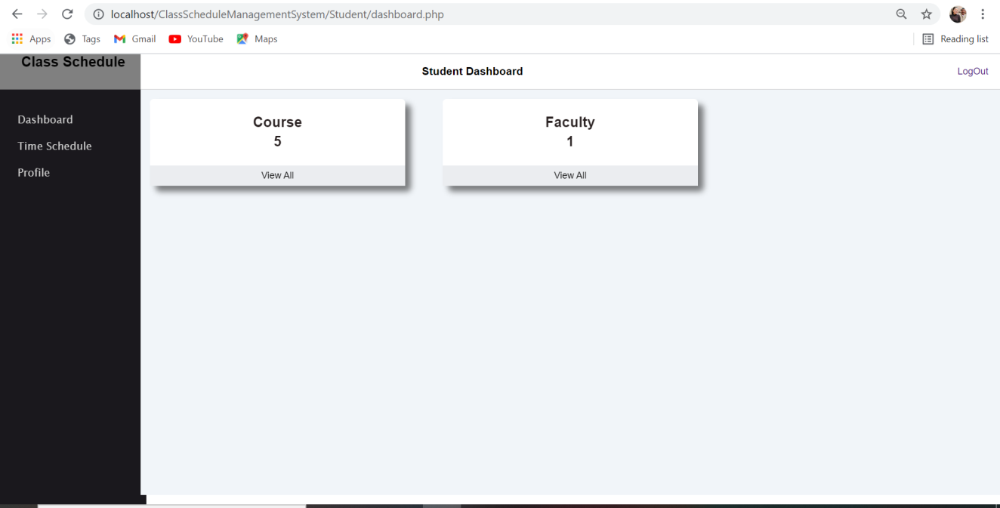 localhost/ClassScheduleManagementSystem/Student/dashboard.php
Apps Tags Gmail YouTube Maps Reading list
Class Schedule
Student Dashboard
LogOut
Dashboard
Time Schedule
Profile
Course
5
View All
Faculty
1
View All